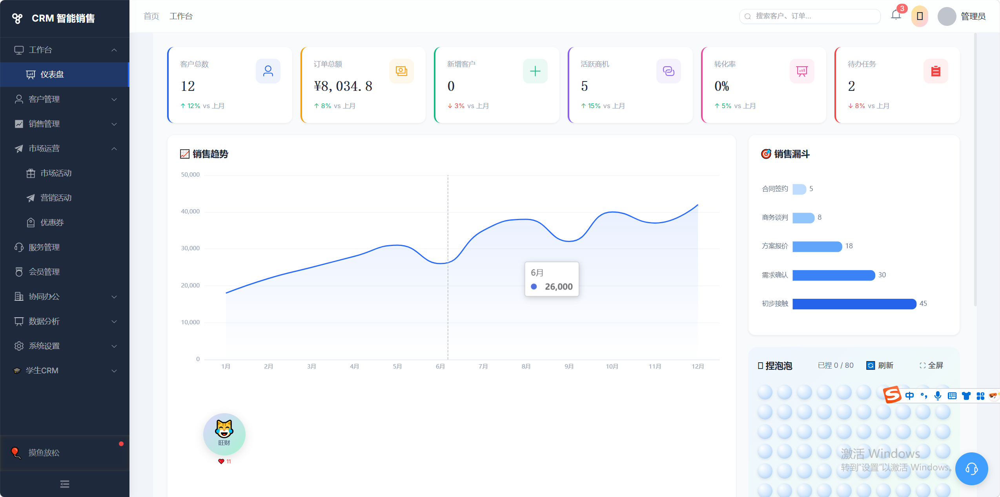 CRM 智能销售
工作台
仪表盘
客户管理
销售管理
市场运营
市场活动
营销活动
优惠券
服务管理
会员管理
协同办公
数据分析
系统设置
学生CRM
摸鱼放松
首页
工作台
搜索客户、订单...
3
管理员
客户总数
12
↑ 12% vs 上月
订单总额
¥8,034.8
↑ 8% vs 上月
新增客户
0
↓ 3% vs 上月
活跃商机
5
↑ 15% vs 上月
转化率
0%
↑ 5% vs 上月
待办任务
2
↓ 8% vs 上月
销售趋势
50,000
40,000
30,000
20,000
10,000
0
1月
2月
3月
4月
5月
6月
7月
8月
9月
10月
11月
12月
6月
26,000
旺财
11
销售漏斗
合同签约 5
商务谈判 8
方案报价 18
需求确认 30
初步接触 45
捏泡泡
已捏 0 / 80
刷新
全屏
中
激活 Windows
转到"设置"以激活 Windows。